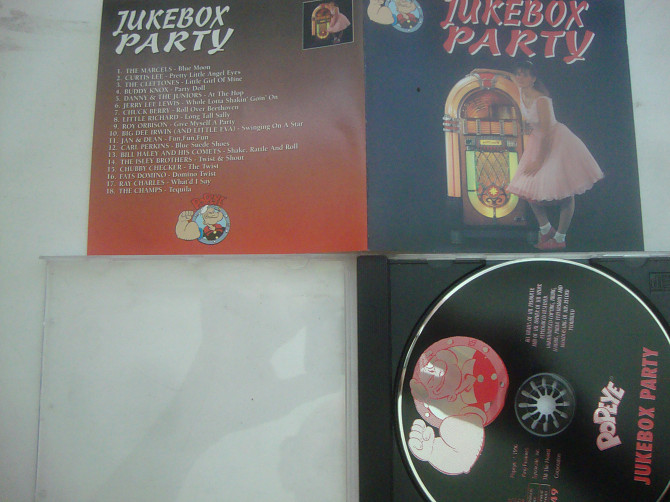 JUKEBOX
PARTY
1. THE MARCELS - Blue Moon
2. CURTIS LEE - Pretty Little Angel Eyes
3. THE CLEFTONES - Little Girl Of Mine
4. BUDDY KNOX - Party Doll
5. DANNY & THE JUNIORS - At The Hop
6. JERRY LEE LEWIS - Whole Lotta Shakin' Goin' On
7. CHUCK BERRY - Roll Over Beethoven
8. LITTLE RICHARD - Long Tall Sally
9. ROY ORBISON - Give Myself A Party
10. BIG DEE IRWIN (AND LITTLE EVA) - Swinging On A Star
11. JAN & DEAN - Fun,Fun,Fun
12. CARL PERKINS - Blue Suede Shoes
13. BILL HALEY AND HIS COMETS - Shake, Rattle And Roll
14. THE ISLEY BROTHERS - Twist & Shout
15. CHUBBY CHECKER - The Twist
16. FATS DOMINO - Domino Twist
17. RAY CHARLES - What'd I Say
18. THE CHAMPS - Tequila
JUKEBOX
PARTY
POPEYE
JUKEBOX PARTY